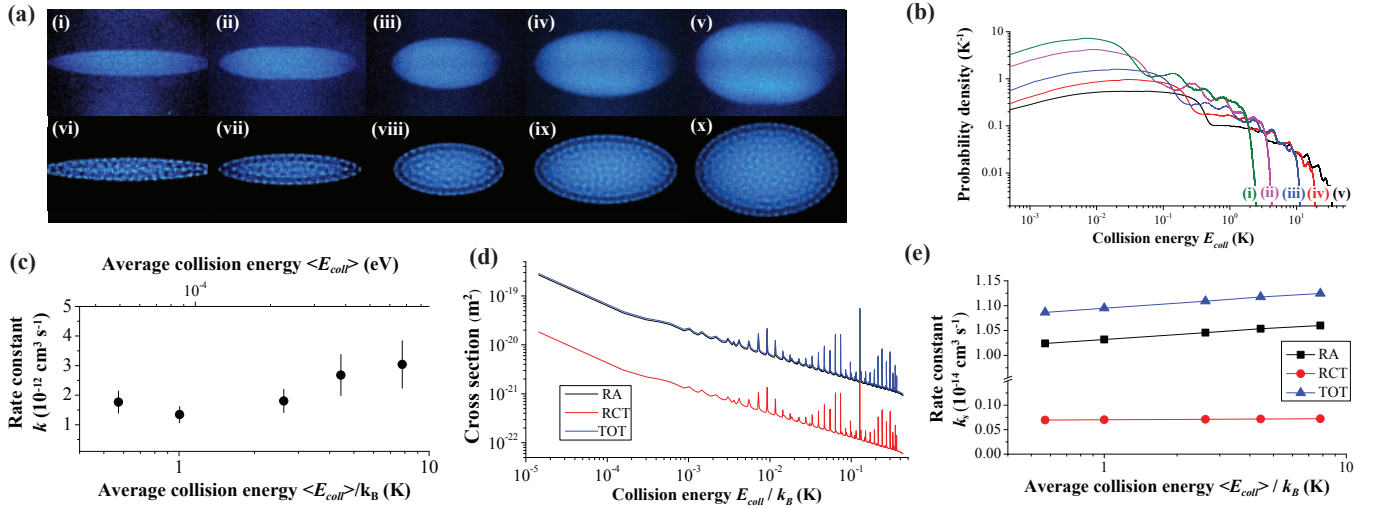 (a)
(i) (ii) (iii) (iv) (v)
(vi) (vii) (viii) (ix) (x)
(b)
Probability density (K⁻¹)
10
1
0.1
0.01
(i) (ii) (iii) (iv) (v)
10⁻³ 10⁻² 10⁻¹ 10⁰ 10¹
Collision energy E_coll (K)
(c)
Average collision energy <E_coll> (eV)
10⁻⁴
Rate constant
k (10⁻¹² cm³ s⁻¹)
5
4
3
2
1
1 10
Average collision energy <E_coll>/k_B (K)
(d)
Cross section (m²)
10⁻¹⁹
10⁻²⁰
10⁻²¹
10⁻²²
RA
RCT
TOT
10⁻⁵ 10⁻⁴ 10⁻³ 10⁻² 10⁻¹
Collision energy E_coll / k_B (K)
(e)
Rate constant
k_s (10⁻¹⁴ cm³ s⁻¹)
1.15
1.10
1.05
1.00
0.10
0.05
0.00
RA
RCT
TOT
1 10
Average collision energy <E_coll> / k_B (K)